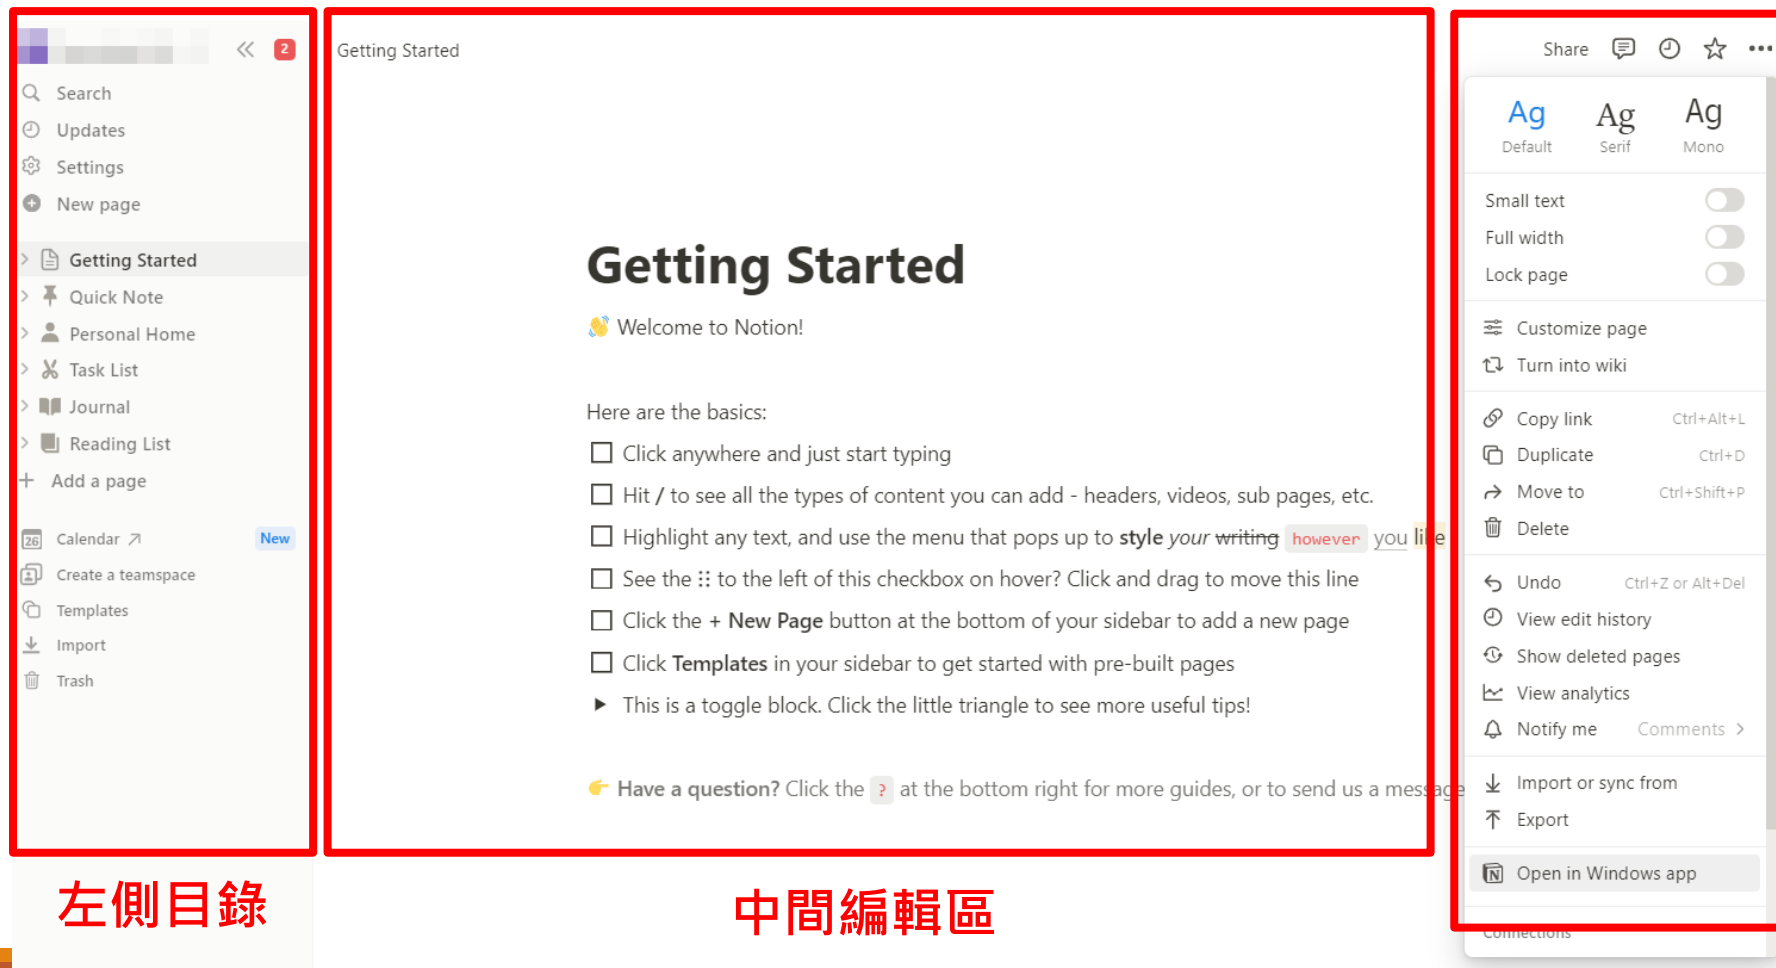 2
Search
Updates
Settings
New page
Getting Started
Quick Note
Personal Home
Task List
Journal
Reading List
Add a page
26 Calendar ↗ New
Create a teamspace
Templates
Import
Trash
左側目錄
Getting Started
Getting Started
👋 Welcome to Notion!
Here are the basics:
Click anywhere and just start typing
Hit / to see all the types of content you can add - headers, videos, sub pages, etc.
Highlight any text, and use the menu that pops up to style your writing however you like
See the ⋮⋮ to the left of this checkbox on hover? Click and drag to move this line
Click the + New Page button at the bottom of your sidebar to add a new page
Click Templates in your sidebar to get started with pre-built pages
This is a toggle block. Click the little triangle to see more useful tips!
👉 Have a question? Click the ? at the bottom right for more guides, or to send us a message
中間編輯區
Share
Ag Ag Ag
Default Serif Mono
Small text
Full width
Lock page
Customize page
Turn into wiki
Copy link Ctrl+Alt+L
Duplicate Ctrl+D
Move to Ctrl+Shift+P
Delete
Undo Ctrl+Z or Alt+Del
View edit history
Show deleted pages
View analytics
Notify me Comments >
Import or sync from
Export
Open in Windows app
Connections